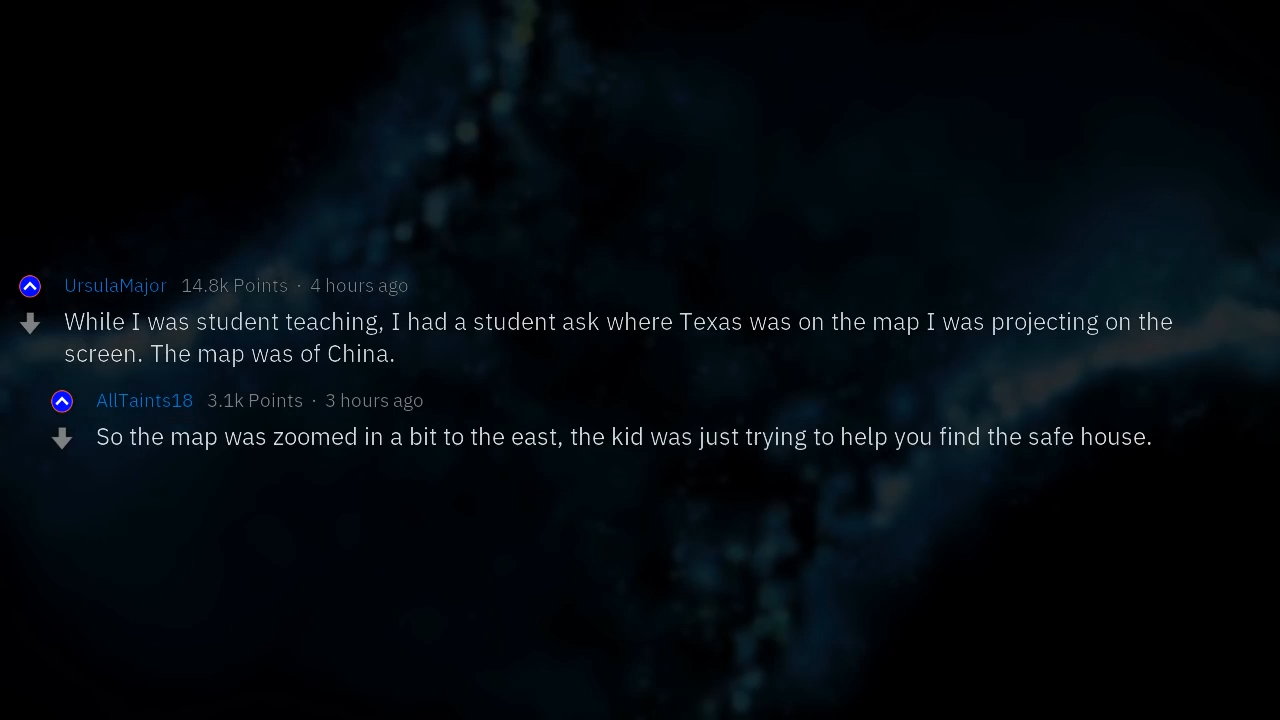 UrsulaMajor 14.8k Points · 4 hours ago
While I was student teaching, I had a student ask where Texas was on the map I was projecting on the
screen. The map was of China.
AllTaints18 3.1k Points · 3 hours ago
So the map was zoomed in a bit to the east, the kid was just trying to help you find the safe house.